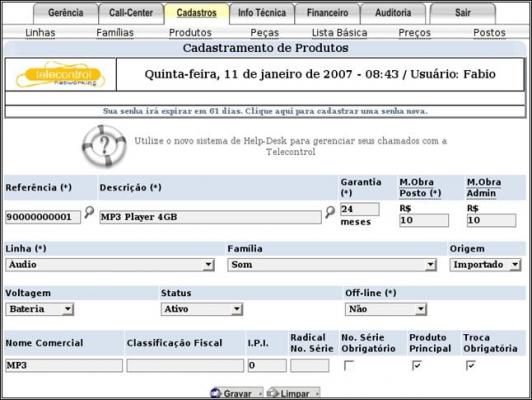 Gerência Call-Center Cadastros Info Técnica Financeiro Auditoria Sair
Linhas Famílias Produtos Peças Lista Básica Preços Postos
Cadastramento de Produtos
telecontrol
networking
Quinta-feira, 11 de janeiro de 2007 - 08:43 / Usuário: Fabio
Sua senha irá expirar em 61 dias. Clique aqui para cadastrar uma senha nova.
?
Utilize o novo sistema de Help-Desk para gerenciar seus chamados com a
Telecontrol
Referência (*) Descrição (*) Garantia (*) M.Obra Posto (*) M.Obra Admin
90000000001 MP3 Player 4GB 24 meses R$ 10 R$ 10
Linha (*) Família Origem
Audio Som Importado
Voltagem Status Off-line (*)
Bateria Ativo Não
Nome Comercial Classificação Fiscal I.P.I. Radical No. Série No. Série Obrigatório Produto Principal Troca Obrigatória
MP3 0
Gravar Limpar